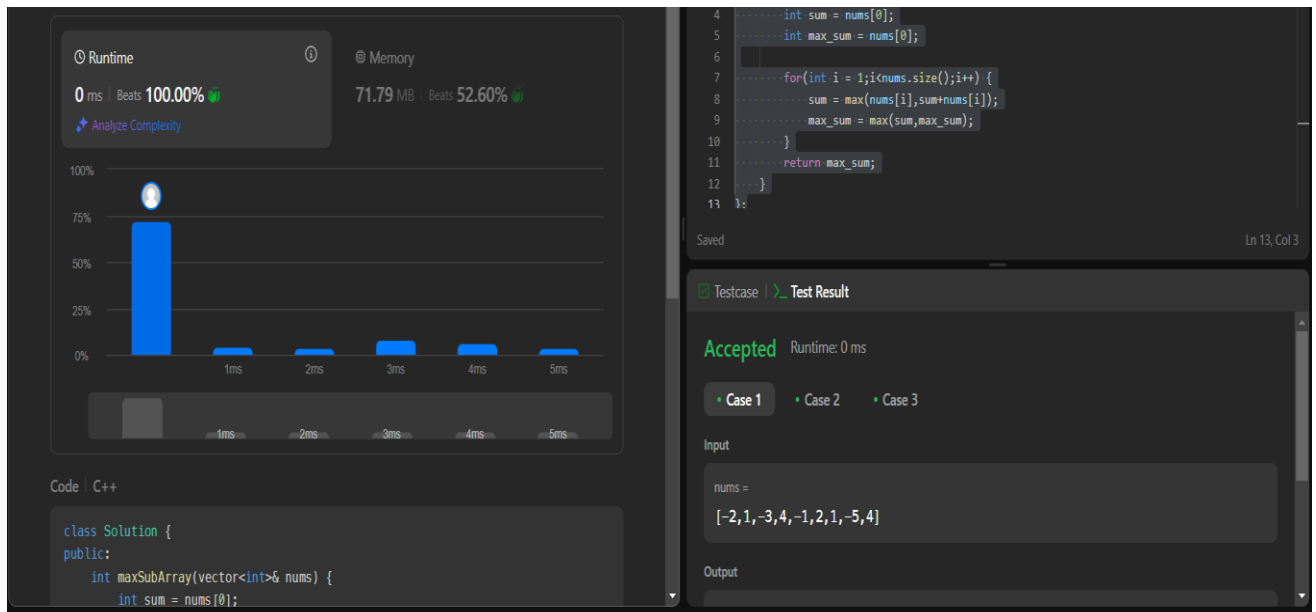 Runtime
0 ms | Beats 100.00%
Analyze Complexity
Memory
71.79 MB | Beats 52.60%
100%
75%
50%
25%
0%
1ms 2ms 3ms 4ms 5ms
1ms 2ms 3ms 4ms 5ms
Code | C++
class Solution {
public:
    int maxSubArray(vector<int>& nums) {
        int sum = nums[0];
4         int sum = nums[0];
5         int max_sum = nums[0];
6
7         for(int i = 1;i<nums.size();i++) {
8             sum = max(nums[i],sum+nums[i]);
9             max_sum = max(sum,max_sum);
10         }
11         return max_sum;
12     }
13 };
Saved
Ln 13, Col 3
Testcase | >_ Test Result
Accepted Runtime: 0 ms
• Case 1 • Case 2 • Case 3
Input
nums =
[-2,1,-3,4,-1,2,1,-5,4]
Output